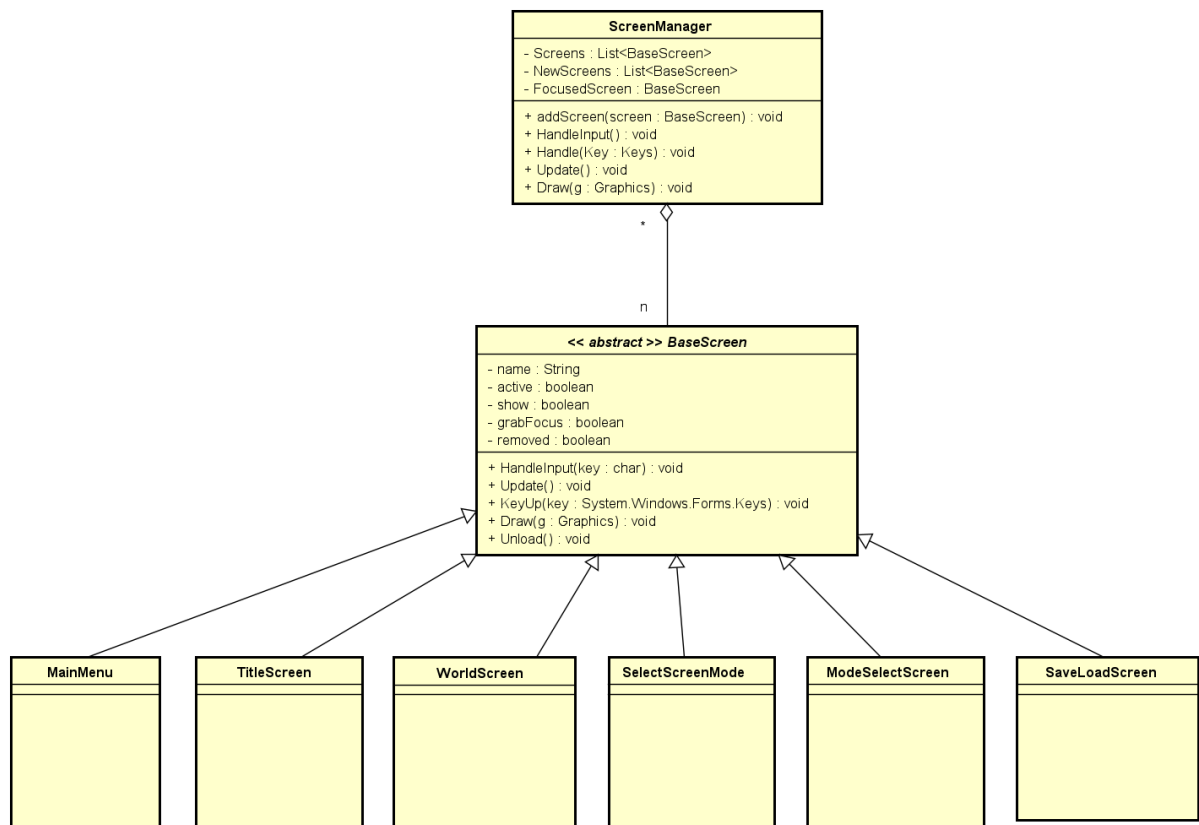 ScreenManager
- Screens : List<BaseScreen>
- NewScreens : List<BaseScreen>
- FocusedScreen : BaseScreen
+ addScreen(screen : BaseScreen) : void
+ HandleInput() : void
+ Handle(Key : Keys) : void
+ Update() : void
+ Draw(g : Graphics) : void
*
n
<< abstract >> BaseScreen
- name : String
- active : boolean
- show : boolean
- grabFocus : boolean
- removed : boolean
+ HandleInput(key : char) : void
+ Update() : void
+ KeyUp(key : System.Windows.Forms.Keys) : void
+ Draw(g : Graphics) : void
+ Unload() : void
MainMenu
TitleScreen
WorldScreen
SelectScreenMode
ModeSelectScreen
SaveLoadScreen